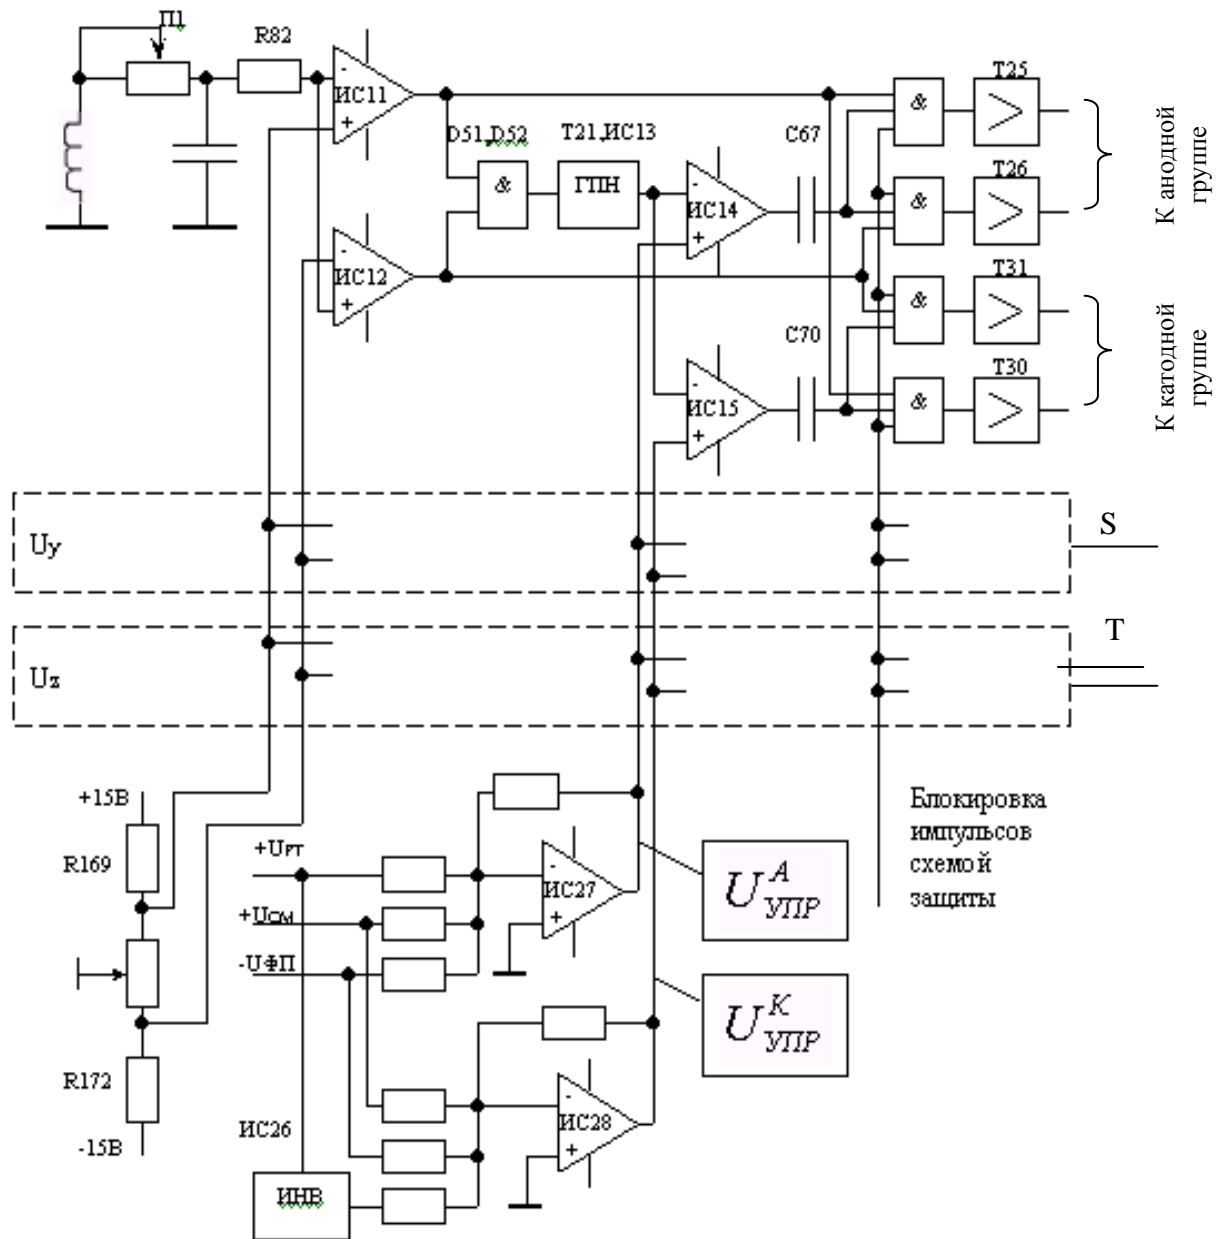 П1
R82
ИС11
-
+
D51,D52
&
T21,ИС13
ГПН
ИС12
-
+
ИС14
-
+
C67
ИС15
-
+
C70
&
T25
&
T26
&
T31
&
T30
К анодной
группе
К катодной
группе
Uу
S
Uz
T
+15В
R169
R172
-15В
+UРТ
+UСМ
-UФП
ИС27
-
+
ИС28
-
+
ИС26
ИНВ
U А УПР
U К УПР
Блокировка
импульсов
схемой
защиты